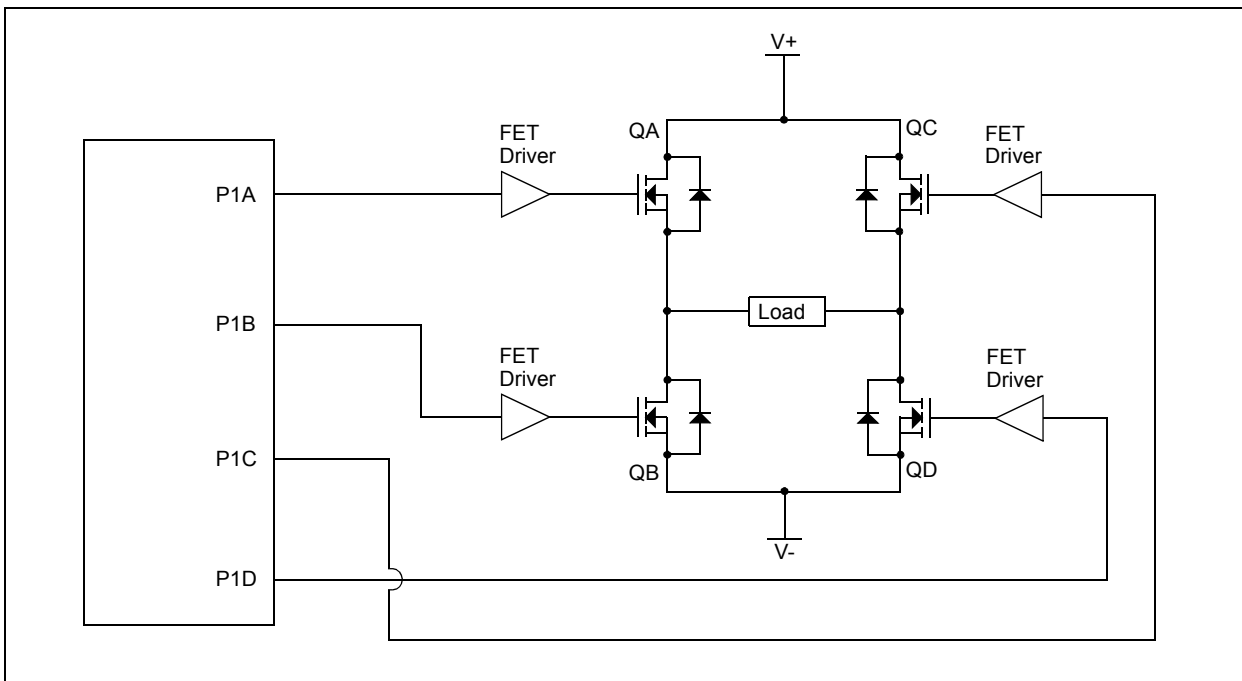 V+
QA
QC
FET
Driver
FET
Driver
P1A
P1B
Load
FET
Driver
FET
Driver
P1C
QB
QD
V-
P1D